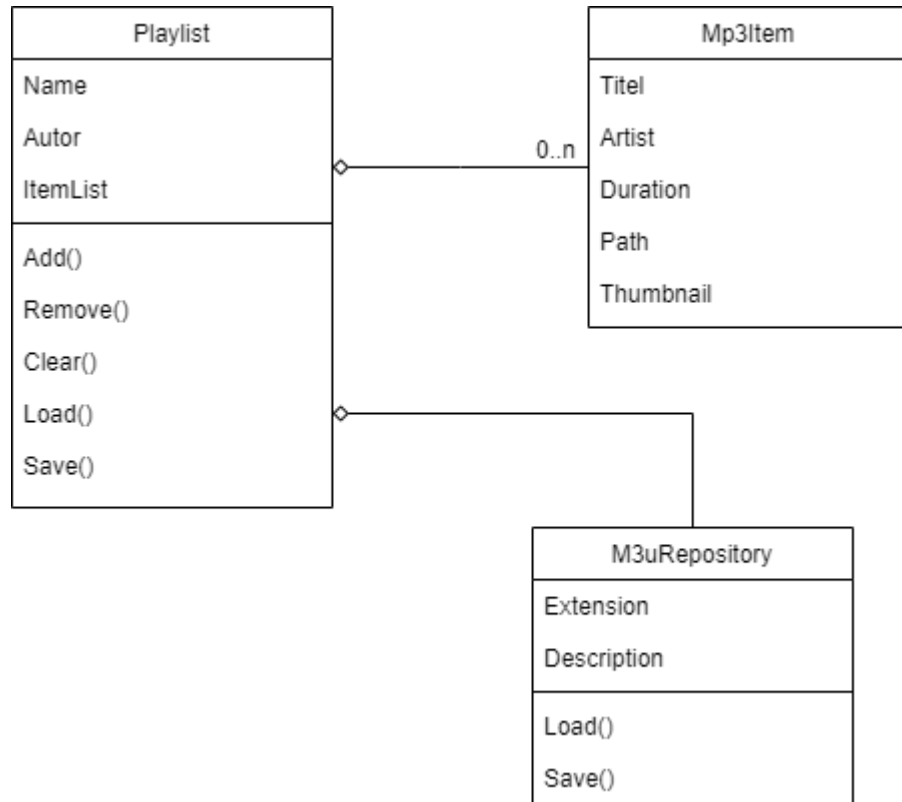 Playlist
Name
Autor
ItemList
Add()
Remove()
Clear()
Load()
Save()
0..n
Mp3Item
Titel
Artist
Duration
Path
Thumbnail
M3uRepository
Extension
Description
Load()
Save()